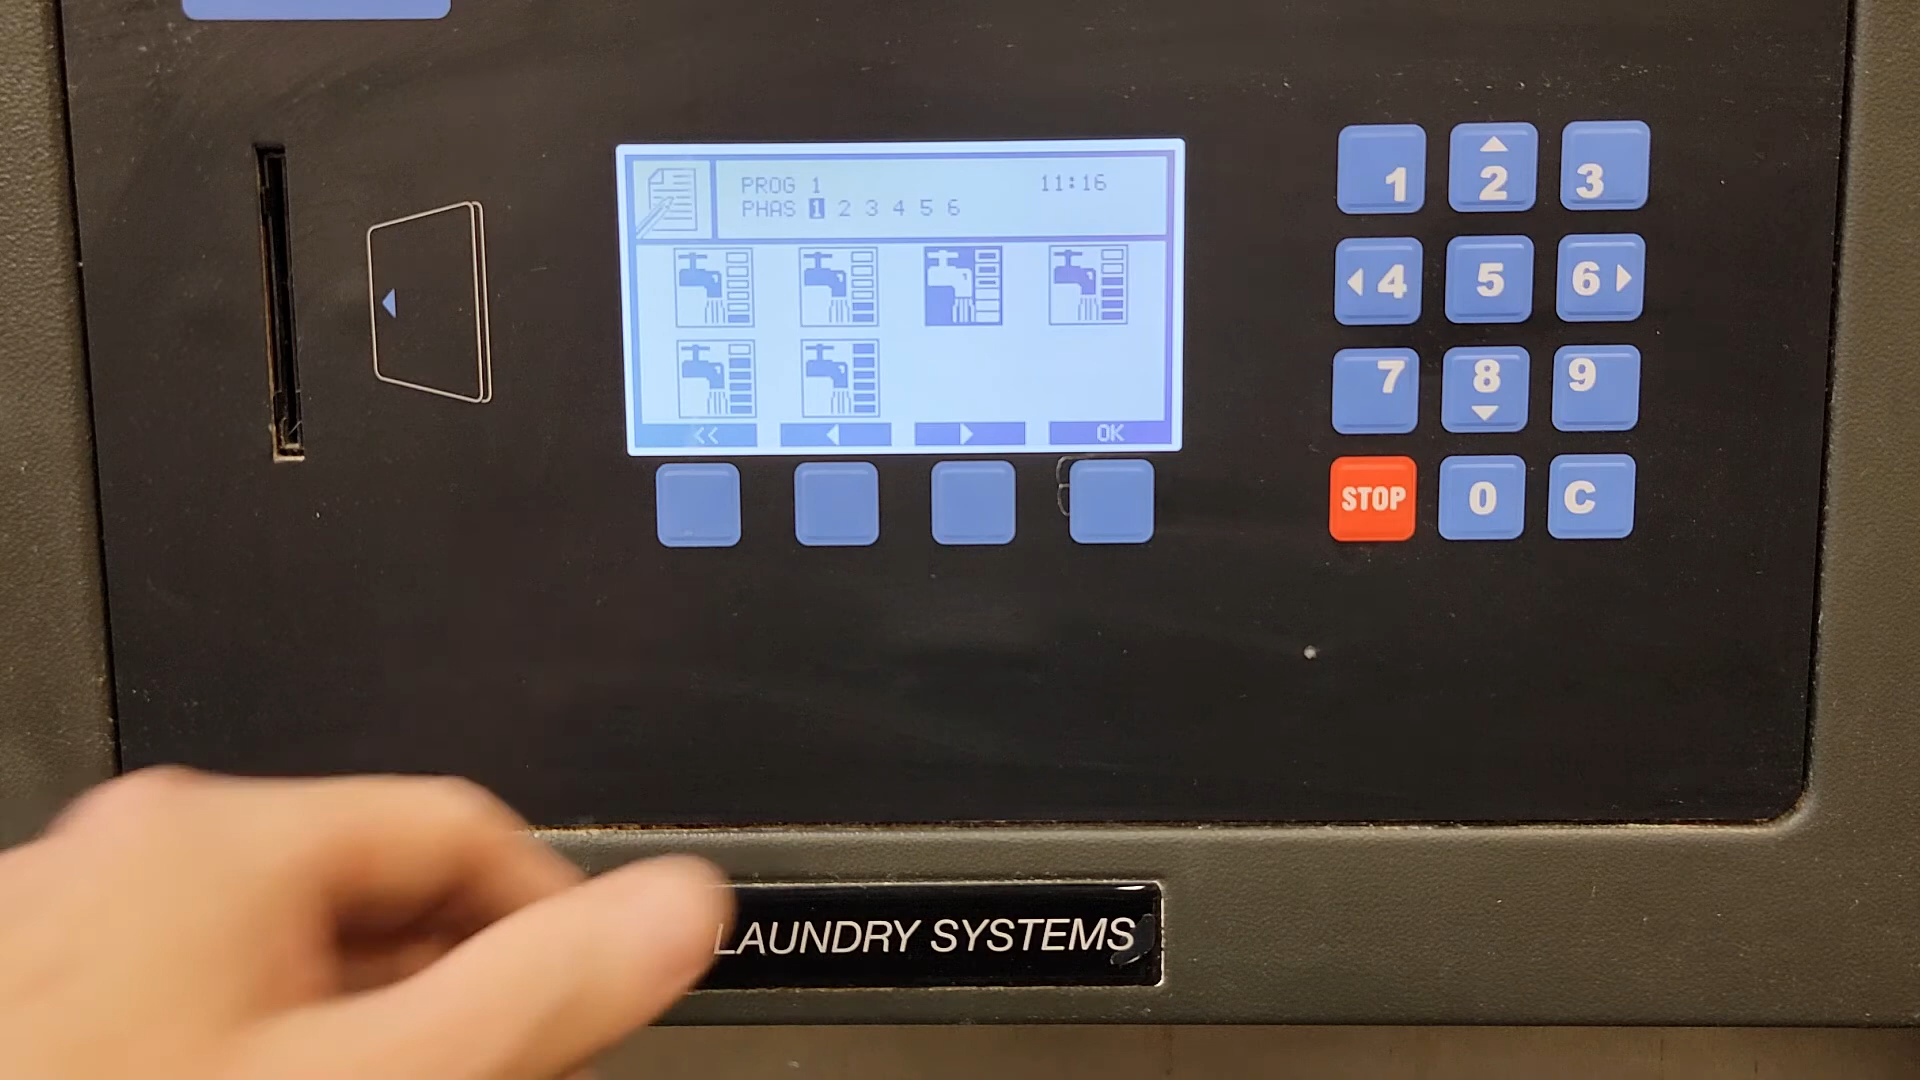 PROG 1 11:16
PHAS 1 2 3 4 5 6
<< OK
1 2 3
4 5 6
7 8 9
STOP 0 C
LAUNDRY SYSTEMS